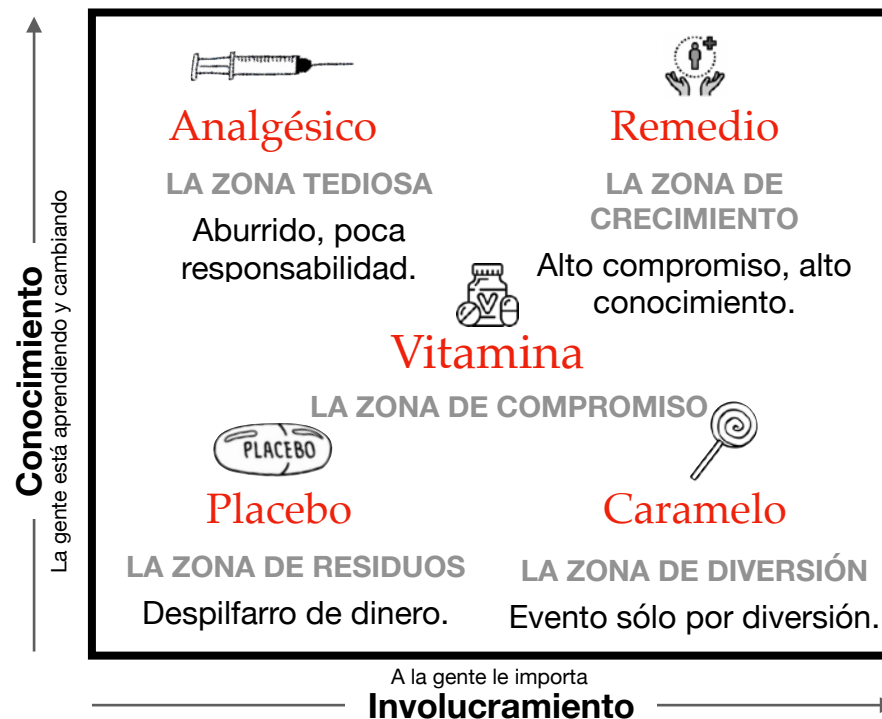 Analgésico
LA ZONA TEDIOSA
Aburrido, poca
responsabilidad.
Remedio
LA ZONA DE
CRECIMIENTO
Alto compromiso, alto
conocimiento.
Vitamina
LA ZONA DE COMPROMISO
PLACEBO
Placebo
LA ZONA DE RESIDUOS
Despilfarro de dinero.
Caramelo
LA ZONA DE DIVERSIÓN
Evento sólo por diversión.
Conocimiento
La gente está aprendiendo y cambiando
A la gente le importa
Involucramiento
V